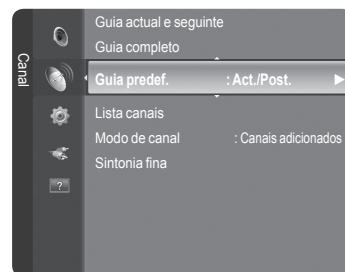 Canal
Guia actual e seguinte
Guia completo
Guia predef. : Act./Post. ►
Lista canais
Modo de canal : Canais adicionados
Sintonia fina
?